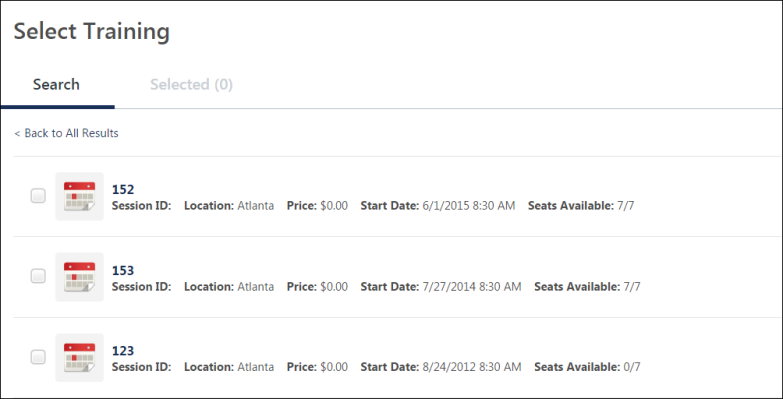 Select Training
Search Selected (0)
< Back to All Results
152
Session ID: Location: Atlanta Price: $0.00 Start Date: 6/1/2015 8:30 AM Seats Available: 7/7
153
Session ID: Location: Atlanta Price: $0.00 Start Date: 7/27/2014 8:30 AM Seats Available: 7/7
123
Session ID: Location: Atlanta Price: $0.00 Start Date: 8/24/2012 8:30 AM Seats Available: 0/7